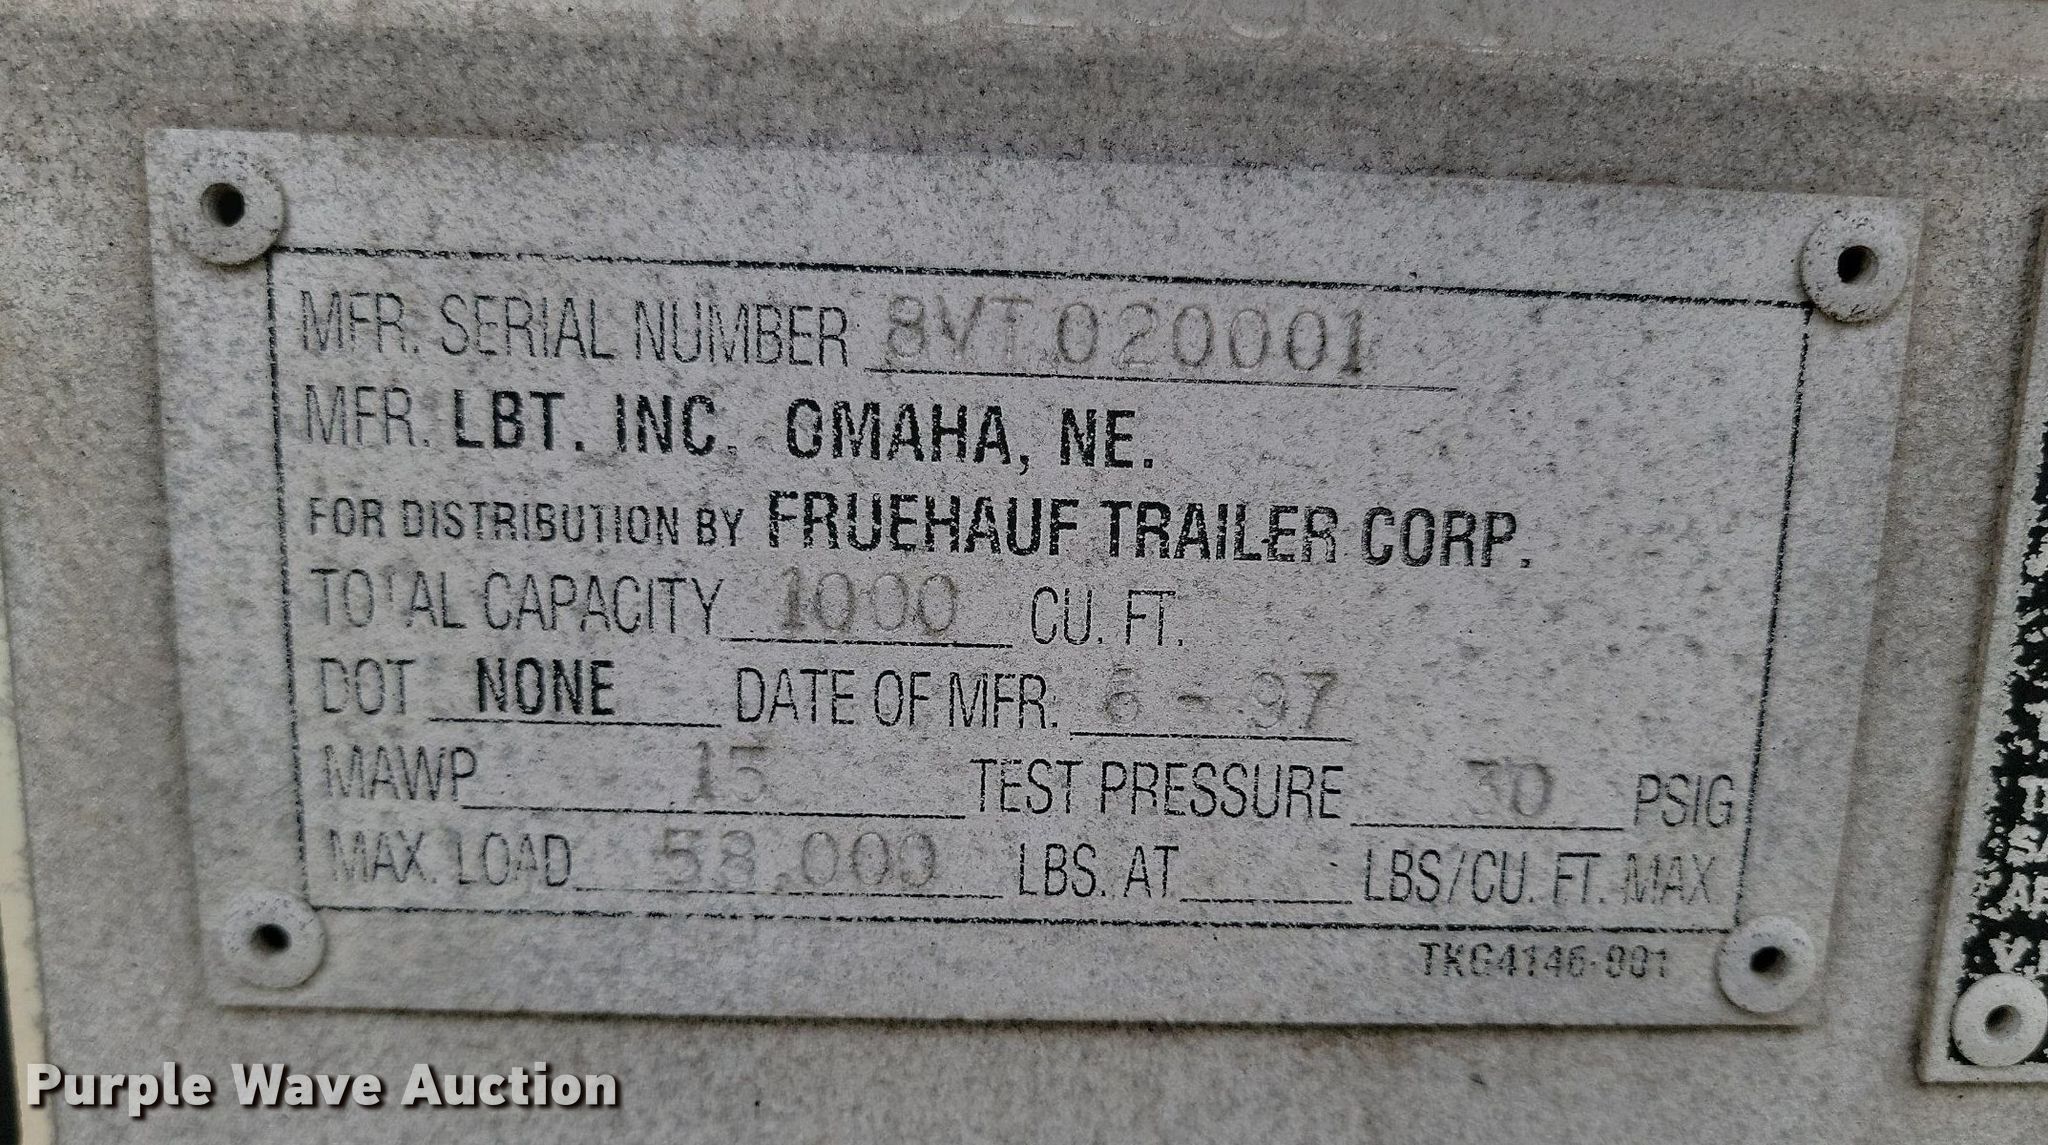 MFR. SERIAL NUMBER 8VT020001
MFR. LBT. INC. OMAHA, NE.
FOR DISTRIBUTION BY FRUEHAUF TRAILER CORP.
TOTAL CAPACITY 1000 CU. FT.
DOT NONE DATE OF MFR. 6-97
MAWP 15 TEST PRESSURE 30 PSIG
MAX. LOAD 58,000 LBS. AT LBS/CU. FT. MAX
TKG4146-001
Purple Wave Auction